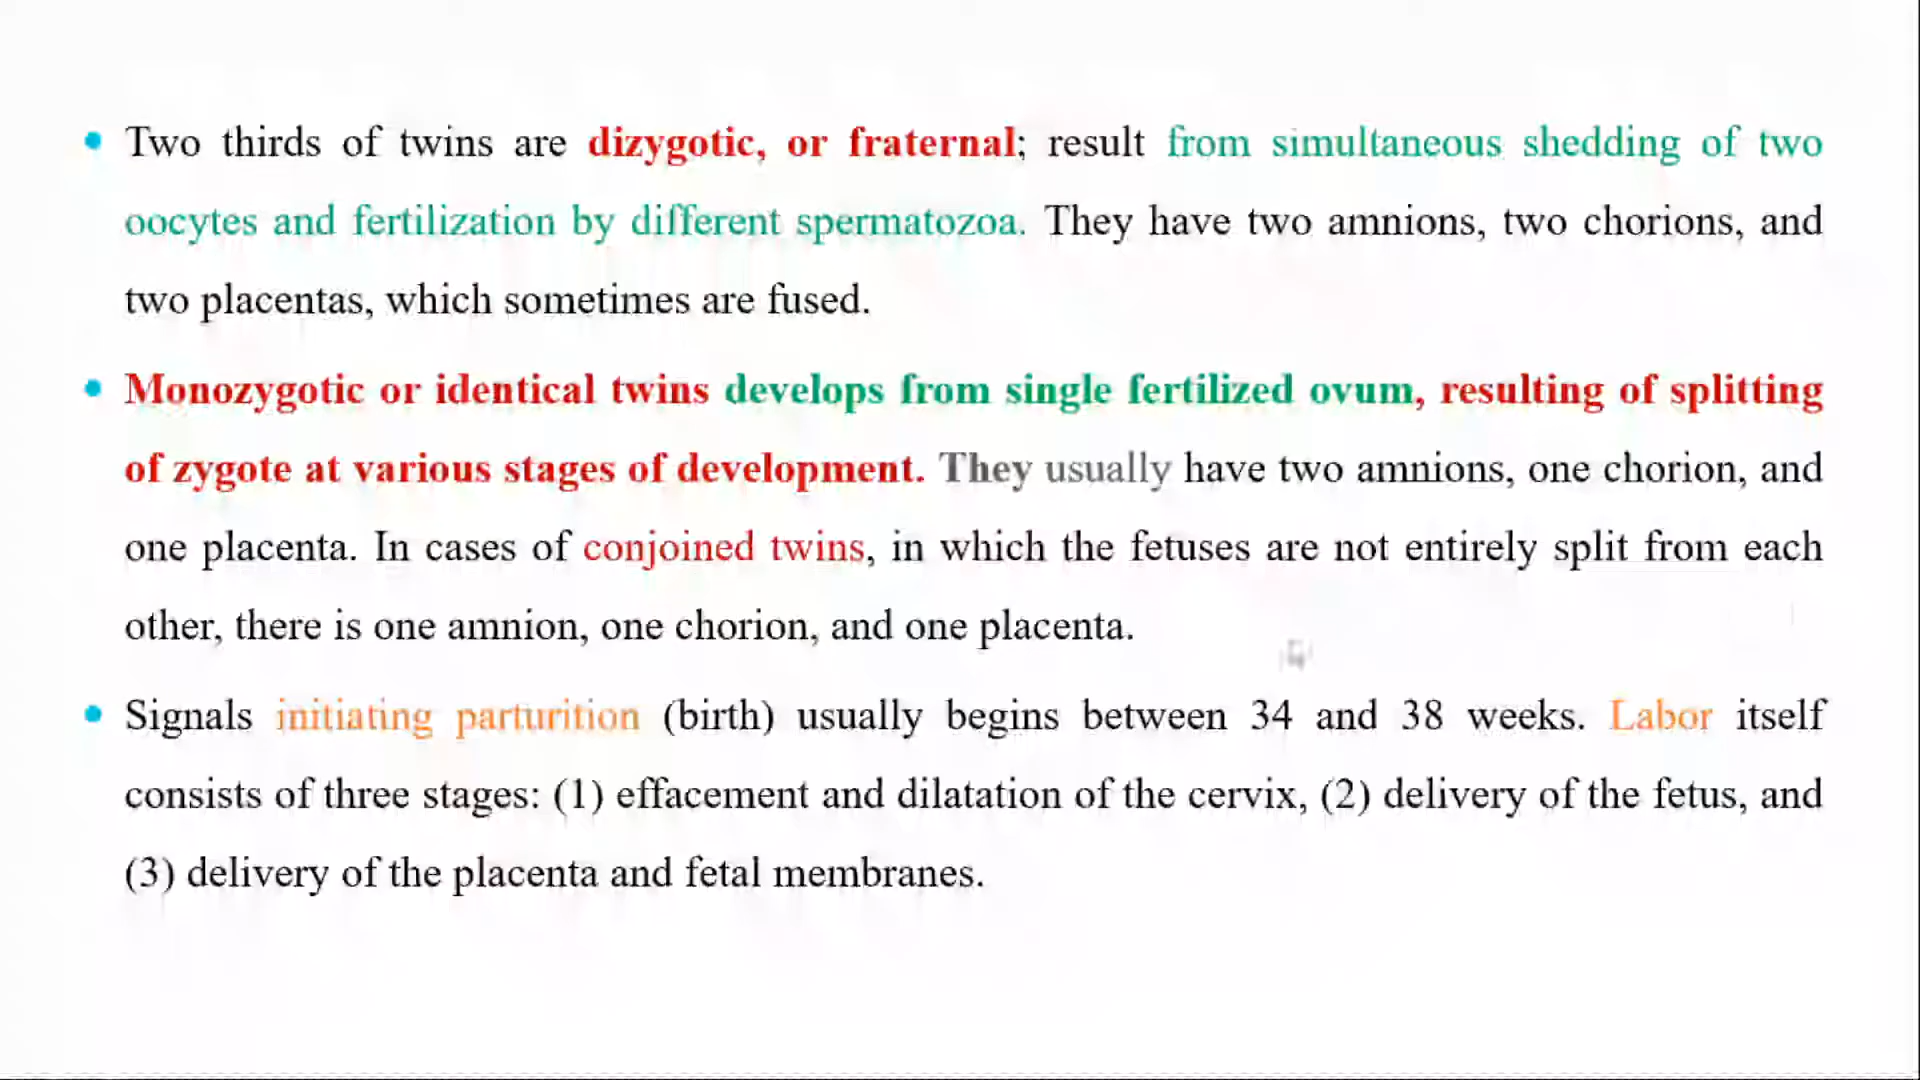 • Two thirds of twins are dizygotic, or fraternal; result from simultaneous shedding of two
oocytes and fertilization by different spermatozoa. They have two amnions, two chorions, and
two placentas, which sometimes are fused.
• Monozygotic or identical twins develops from single fertilized ovum, resulting of splitting
of zygote at various stages of development. They usually have two amnions, one chorion, and
one placenta. In cases of conjoined twins, in which the fetuses are not entirely split from each
other, there is one amnion, one chorion, and one placenta.
• Signals initiating parturition (birth) usually begins between 34 and 38 weeks. Labor itself
consists of three stages: (1) effacement and dilatation of the cervix, (2) delivery of the fetus, and
(3) delivery of the placenta and fetal membranes.